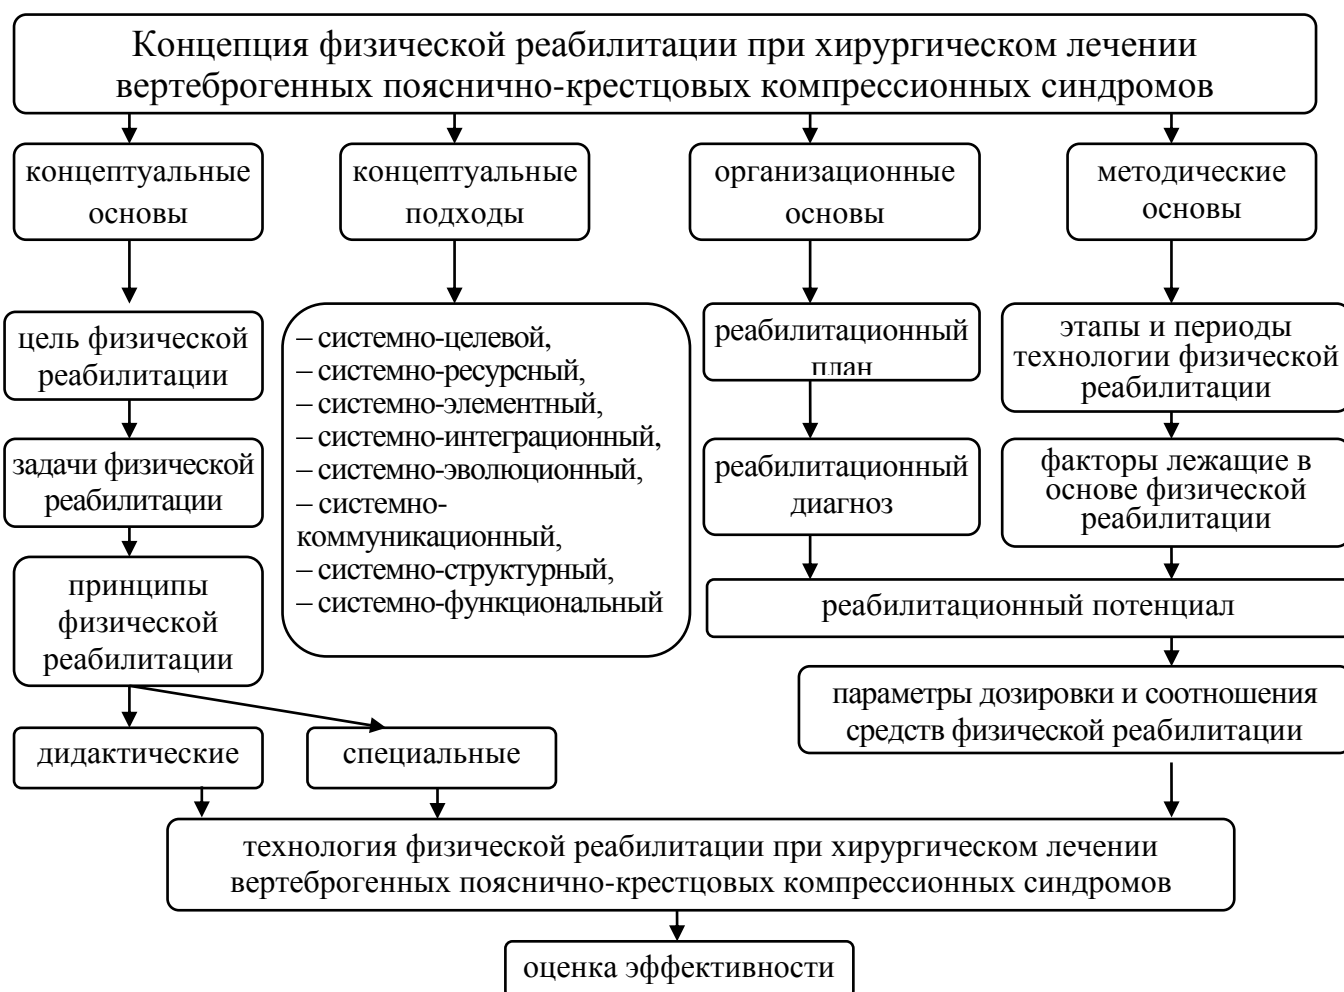 Концепция физической реабилитации при хирургическом лечении
вертеброгенных пояснично-крестцовых компрессионных синдромов
концептуальные
основы
концептуальные
подходы
организационные
основы
методические
основы
цель физической
реабилитации
задачи физической
реабилитации
принципы
физической
реабилитации
– системно-целевой,
– системно-ресурсный,
– системно-элементный,
– системно-интеграционный,
– системно-эволюционный,
– системно-
коммуникационный,
– системно-структурный,
– системно-функциональный
реабилитационный
план
реабилитационный
диагноз
этапы и периоды
технологии физической
реабилитации
факторы лежащие в
основе физической
реабилитации
реабилитационный потенциал
параметры дозировки и соотношения
средств физической реабилитации
дидактические
специальные
технология физической реабилитации при хирургическом лечении
вертеброгенных пояснично-крестцовых компрессионных синдромов
оценка эффективности